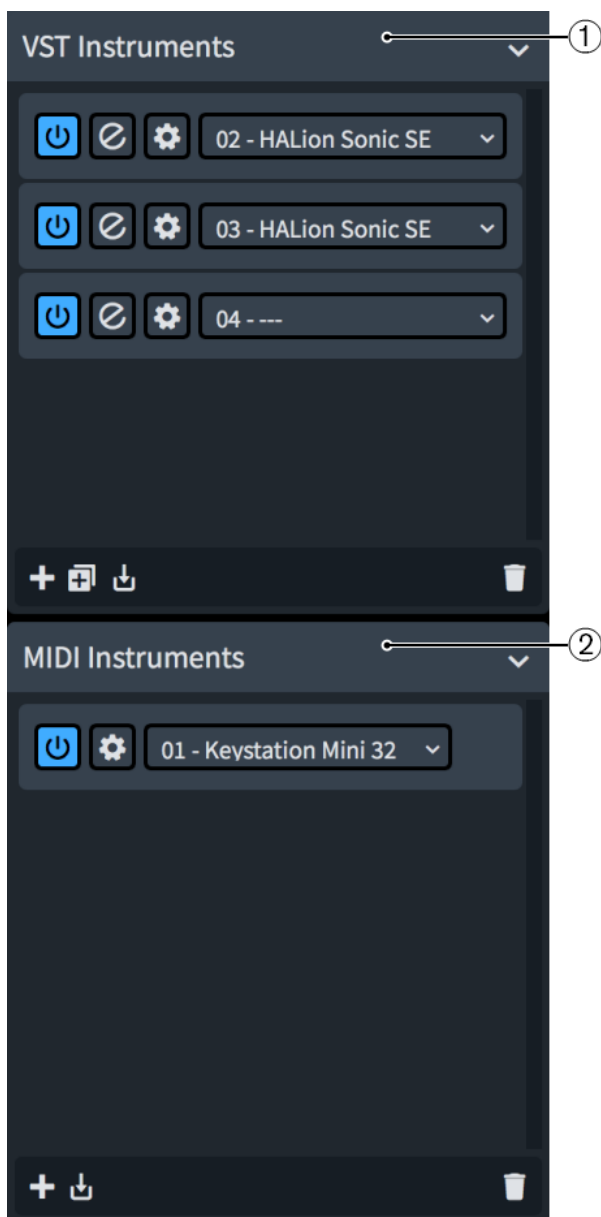 VST Instruments
①
02 - HALion Sonic SE
03 - HALion Sonic SE
04 - ---
MIDI Instruments
②
01 - Keystation Mini 32